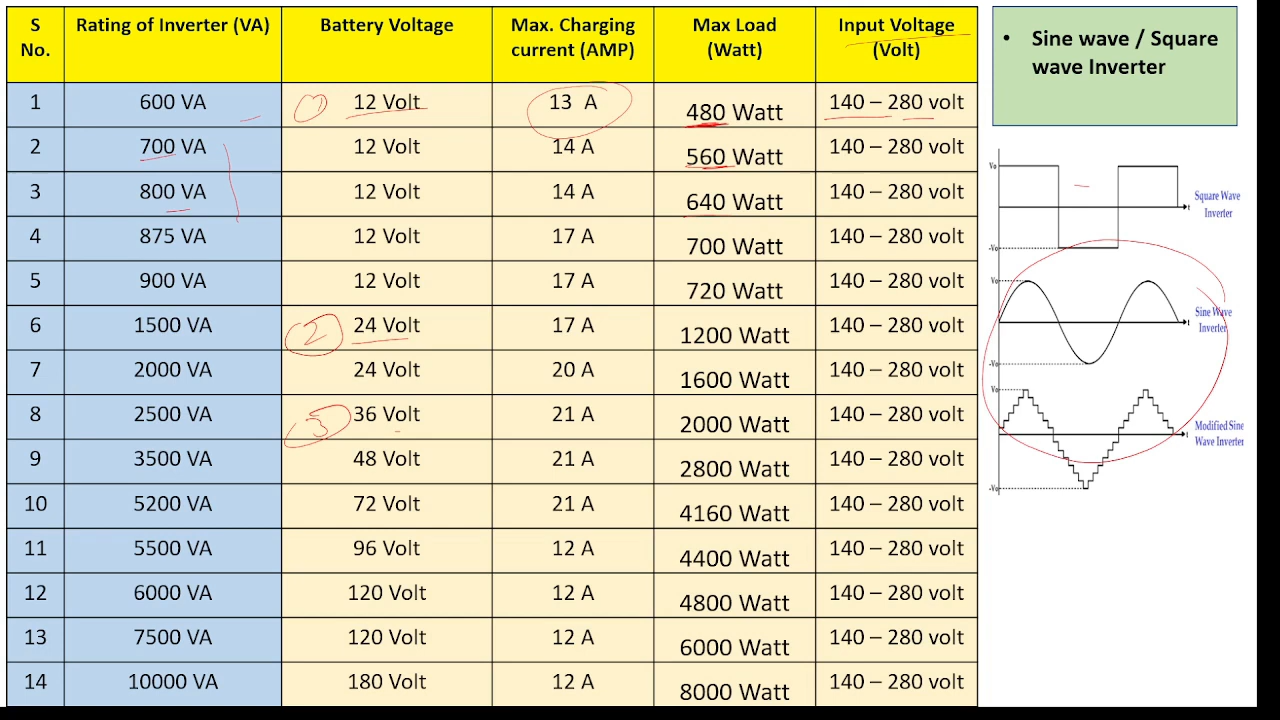 S No. Rating of Inverter (VA) Battery Voltage Max. Charging current (AMP) Max Load (Watt) Input Voltage (Volt)
1 600 VA 12 Volt 13 A 480 Watt 140 – 280 volt
2 700 VA 12 Volt 14 A 560 Watt 140 – 280 volt
3 800 VA 12 Volt 14 A 640 Watt 140 – 280 volt
4 875 VA 12 Volt 17 A 700 Watt 140 – 280 volt
5 900 VA 12 Volt 17 A 720 Watt 140 – 280 volt
6 1500 VA 2 24 Volt 17 A 1200 Watt 140 – 280 volt
7 2000 VA 24 Volt 20 A 1600 Watt 140 – 280 volt
8 2500 VA 3 36 Volt 21 A 2000 Watt 140 – 280 volt
9 3500 VA 48 Volt 21 A 2800 Watt 140 – 280 volt
10 5200 VA 72 Volt 21 A 4160 Watt 140 – 280 volt
11 5500 VA 96 Volt 12 A 4400 Watt 140 – 280 volt
12 6000 VA 120 Volt 12 A 4800 Watt 140 – 280 volt
13 7500 VA 120 Volt 12 A 6000 Watt 140 – 280 volt
14 10000 VA 180 Volt 12 A 8000 Watt 140 – 280 volt
• Sine wave / Square
wave Inverter
Vo
Square Wave
t
Inverter
-Vo
Vo
Sine Wave
t
Inverter
-Vo
Vo
Modified Sine
t
Wave Inverter
-Vo